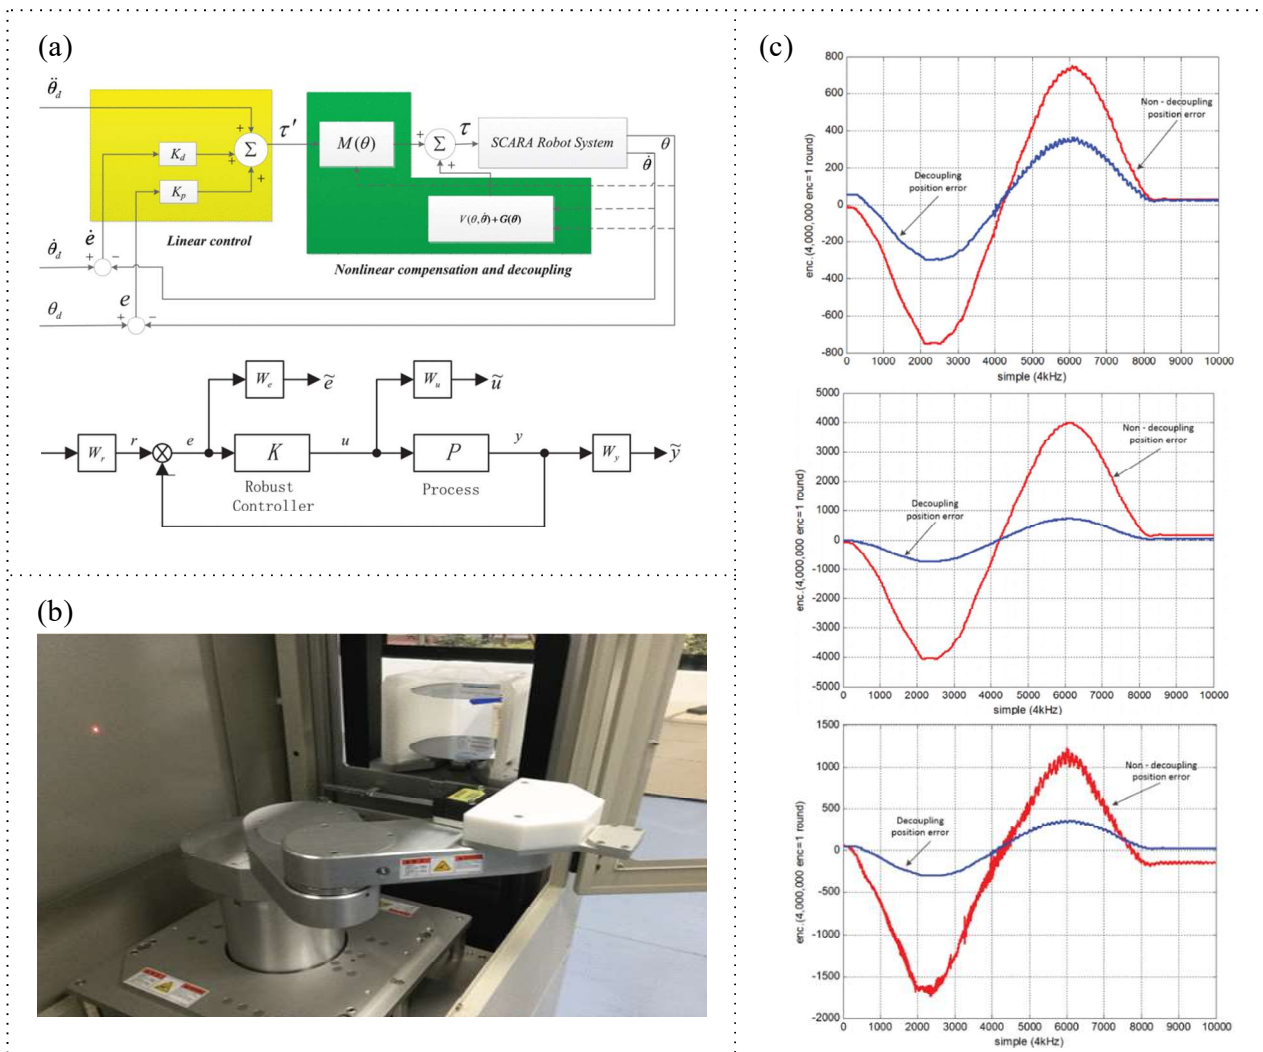 (a)
θ̈d
τ'
M(θ)
Σ
τ
SCARA Robot System
θ
θ̇
Kd
Σ
Kp
V(θ,θ̇)+G(θ)
Linear control
Nonlinear compensation and decoupling
θ̇d
ė
e
θd
We
ẽ
Wu
ũ
Wr
r
e
K
u
P
y
Wy
ỹ
Robust
Controller
Process
(b)
(c)
800
600
400
200
0
-200
-400
-600
-800
enc.(4,000,000 enc=1 round)
Non - decoupling
position error
Decoupling
position error
0 1000 2000 3000 4000 5000 6000 7000 8000 9000 10000
simple (4kHz)
5000
4000
3000
2000
1000
0
-1000
-2000
-3000
-4000
-5000
enc.(4,000,000 enc=1 round)
Non - decoupling
position error
Decoupling
position error
0 1000 2000 3000 4000 5000 6000 7000 8000 9000 10000
simple (4kHz)
1500
1000
500
0
-500
-1000
-1500
-2000
enc.(4,000,000 enc=1 round)
Non - decoupling
position error
Decoupling
position error
0 1000 2000 3000 4000 5000 6000 7000 8000 9000 10000
simple (4kHz)